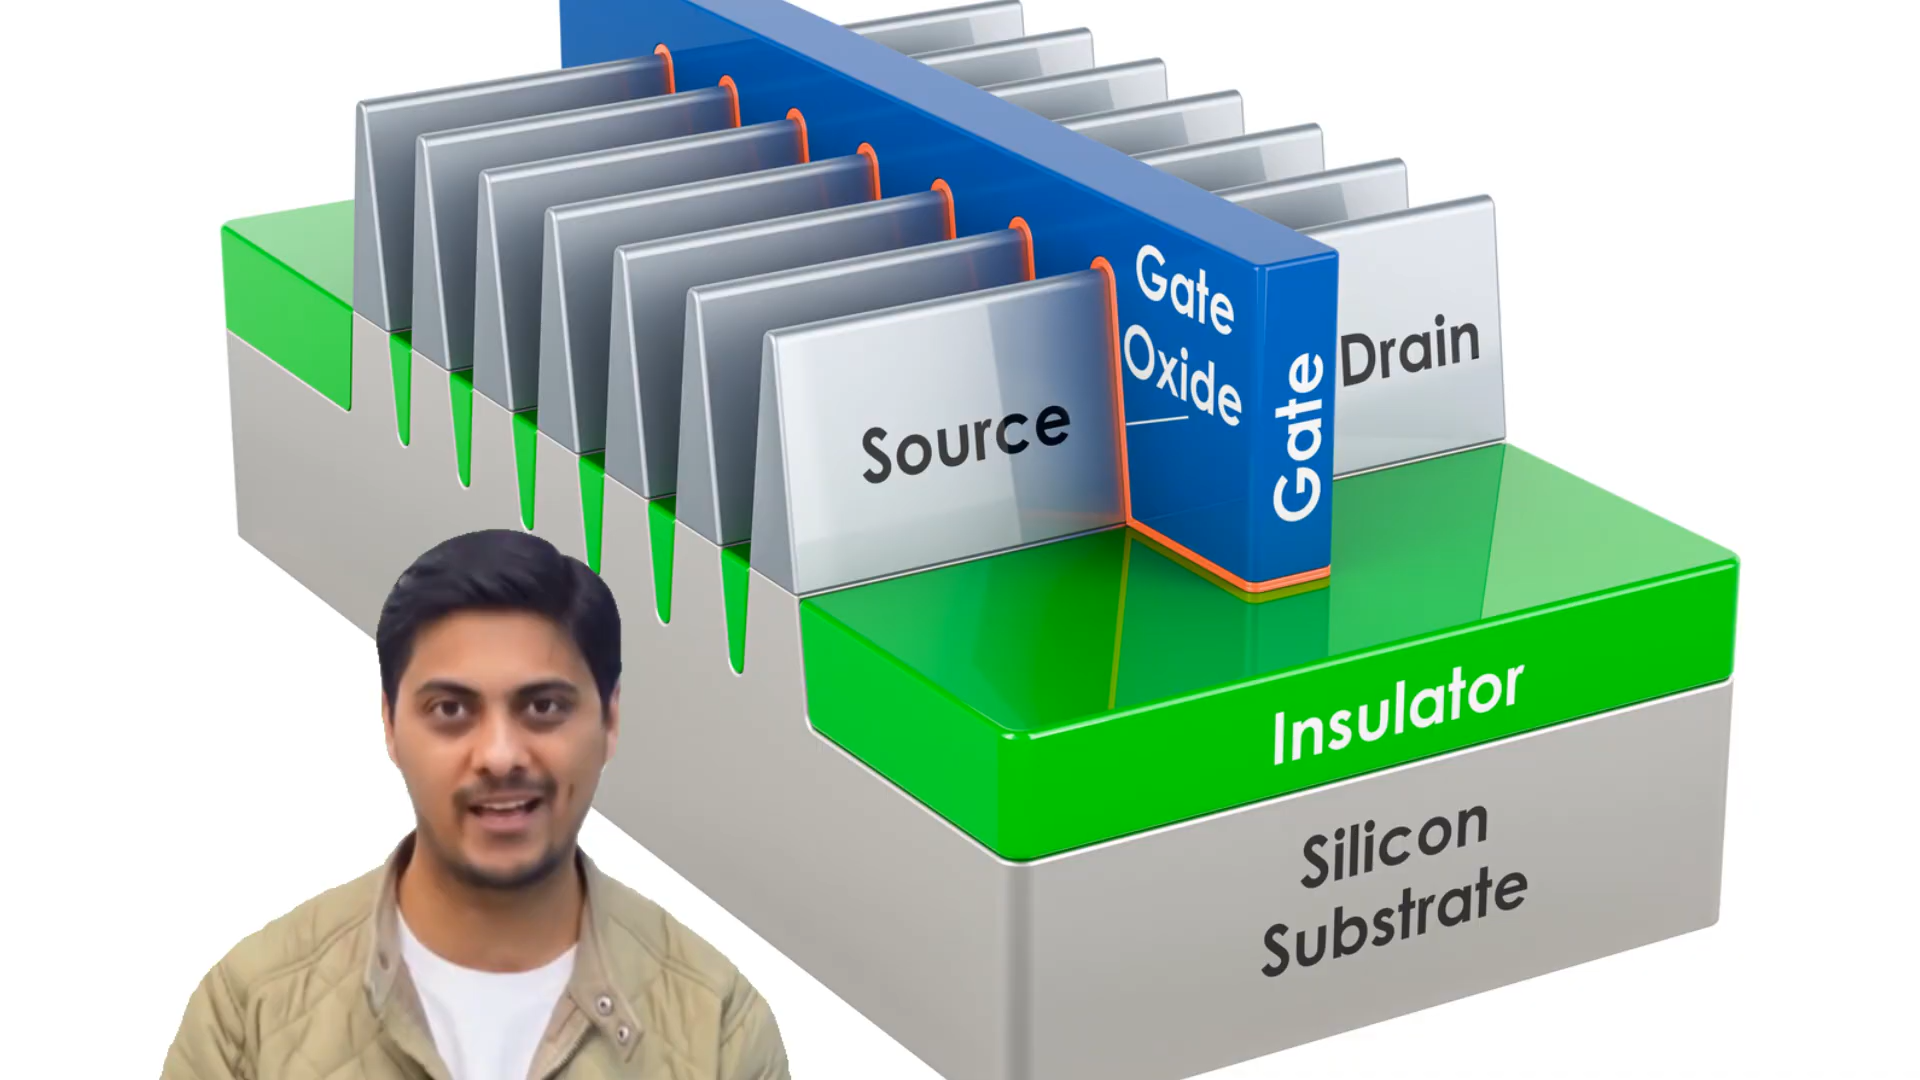 Gate
Oxide
Gate
Drain
Source
Insulator
Silicon
Substrate